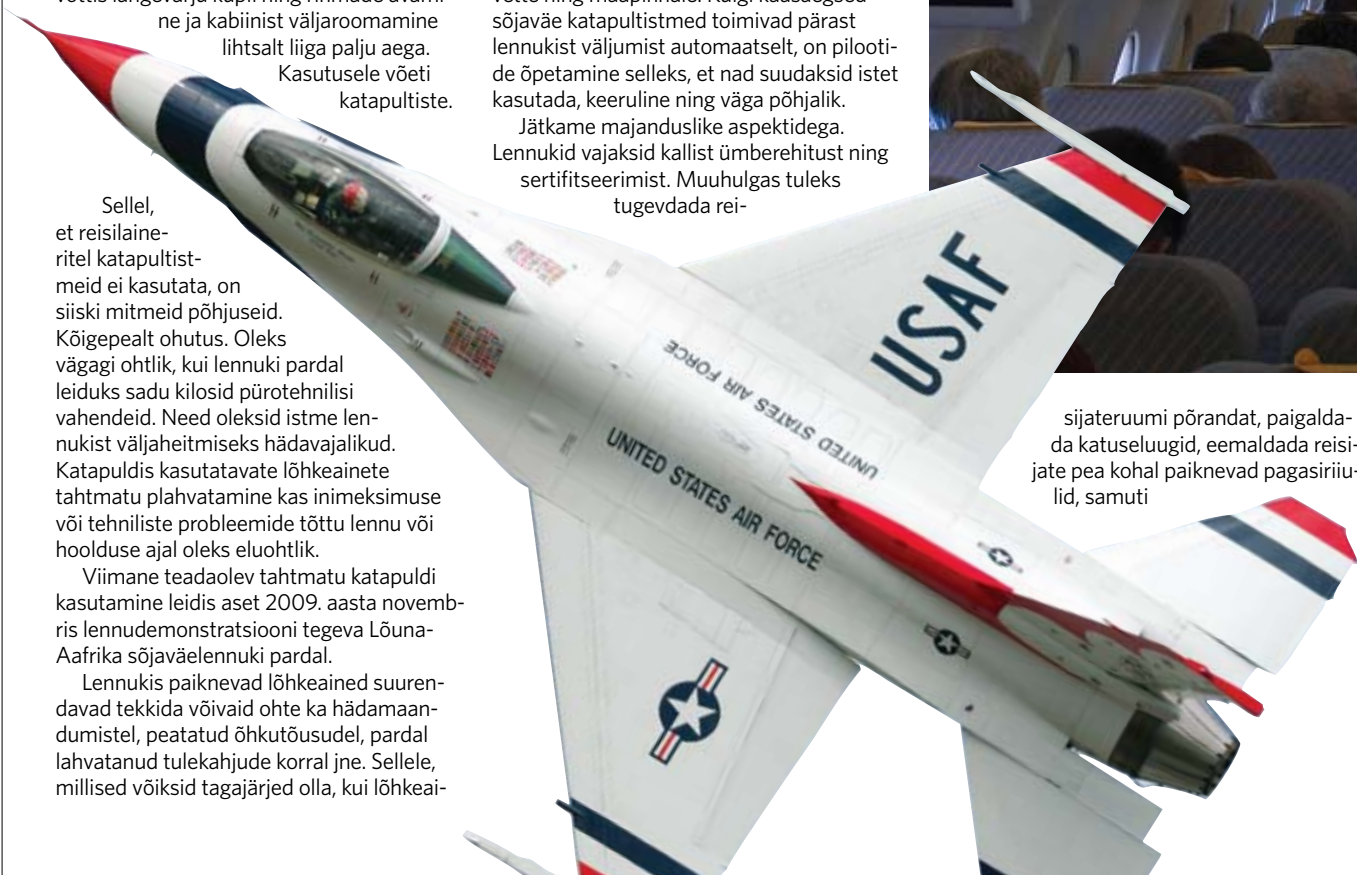 võttis langevarju ning rihmade avami-
ne ja kabiinist väljaroomamine
lihtsalt liiga palju aega.
Kasutusele võeti
katapultiste.
Sellel,
et reisilaine-
ritel katapultist-
meid ei kasutata, on
siiski mitmeid põhjuseid.
Kõigepealt ohutus. Oleks
vägagi ohtlik, kui lennuki pardal
leiduks sadu kilosid pürotehnilisi
vahendeid. Need oleksid istme len-
nukist väljaheitmiseks hädavajalikud.
Katapuldis kasutatavate lõhkeainete
tahtmatu plahvatamine kas inimeksimuse
või tehniliste probleemide tõttu lennu või
hoolduse ajal oleks eluohtlik.
Viimane teadaolev tahtmatu katapuldi
kasutamine leidis aset 2009. aasta novemb-
ris lennudemonstratsiooni tegeva Lõuna-
Aafrika sõjaväelennuki pardal.
Lennukis paiknevad lõhkeained suuren-
davad tekkida võivaid ohte ka hädamaan-
dumistel, peatatud õhkutõusudel, pardal
lahvatanud tulekahjude korral jne. Sellele,
millised võiksid tagajärjed olla, kui lõhkeai-
vette ning maapinnale. Kuigi kaasaegsed
sõjaväe katapultistmed toimivad pärast
lennukist väljumist automaatselt, on pilooti-
de õpetamine selleks, et nad suudaksid istet
kasutada, keeruline ning väga põhjalik.
Jätkame majanduslike aspektidega.
Lennukid vajaksid kallist ümberehitust ning
sertifitseerimist. Muuhulgas tuleks
tugevdada rei-
sijateruumi põrandat, paigalda-
da katuseluugid, eemaldada reisi-
jate pea kohal paiknevad pagasiriiu-
lid, samuti
USAF
UNITED STATES AIR FORCE
UNITED STATES AIR FORCE